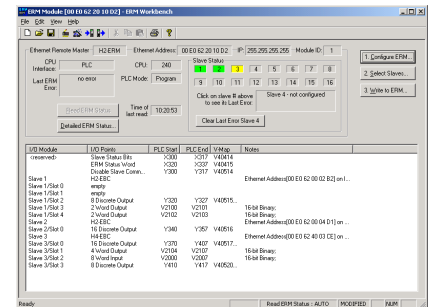 ERM Module [00 E0 62 20 10 D2] - ERM Workbench
File Edit View Help
Ethernet Remote Master H2-ERM Ethernet Address: 00 E0 62 20 10 D2 IP: 255.255.255.255 Module ID: 1
CPU Interface: PLC CPU: 240
Last ERM Error: no error PLC Mode: Program
Read ERM Status Time of last read: 10:20:53
Detailed ERM Status...
Slave Status
1 2 3 4 5 6 7 8
9 10 11 12 13 14 15 16
Click on slave # above to see its Last Error: Slave 4 - not configured
Clear Last Error Slave 4
1. Configure ERM...
2. Select Slaves...
3. Write to ERM...
I/O Module I/O Points PLC Start PLC End V-Map Notes
<reserved> Slave Status Bits X300 X317 V40414
ERM Status Word X320 X337 V40415
Disable Slave Comm... Y300 Y317 V40514
Slave 1 H2-EBC Ethernet Address[00 E0 62 00 02 B2] on I...
Slave 1/Slot 0 empty
Slave 1/Slot 1 empty
Slave 1/Slot 2 8 Discrete Output Y320 Y327 V40515...
Slave 1/Slot 3 2 Word Output V2100 V2101 16-bit Binary;
Slave 1/Slot 4 2 Word Output V2102 V2103 16-bit Binary;
Slave 2 H2-EBC Ethernet Address[00 E0 62 00 04 D1] on ...
Slave 2/Slot 0 16 Discrete Output Y340 Y357 V40516
Slave 3 H4-EBC Ethernet Address[00 E0 62 40 03 CE] on ...
Slave 3/Slot 0 16 Discrete Output Y370 Y407 V40517...
Slave 3/Slot 1 4 Word Output V2104 V2107 16-bit Binary;
Slave 3/Slot 2 8 Word Input V2000 V2007 16-bit Binary;
Slave 3/Slot 3 8 Discrete Output Y410 Y417 V40520...
Ready Read ERM Status : AUTO MODIFIED NUM